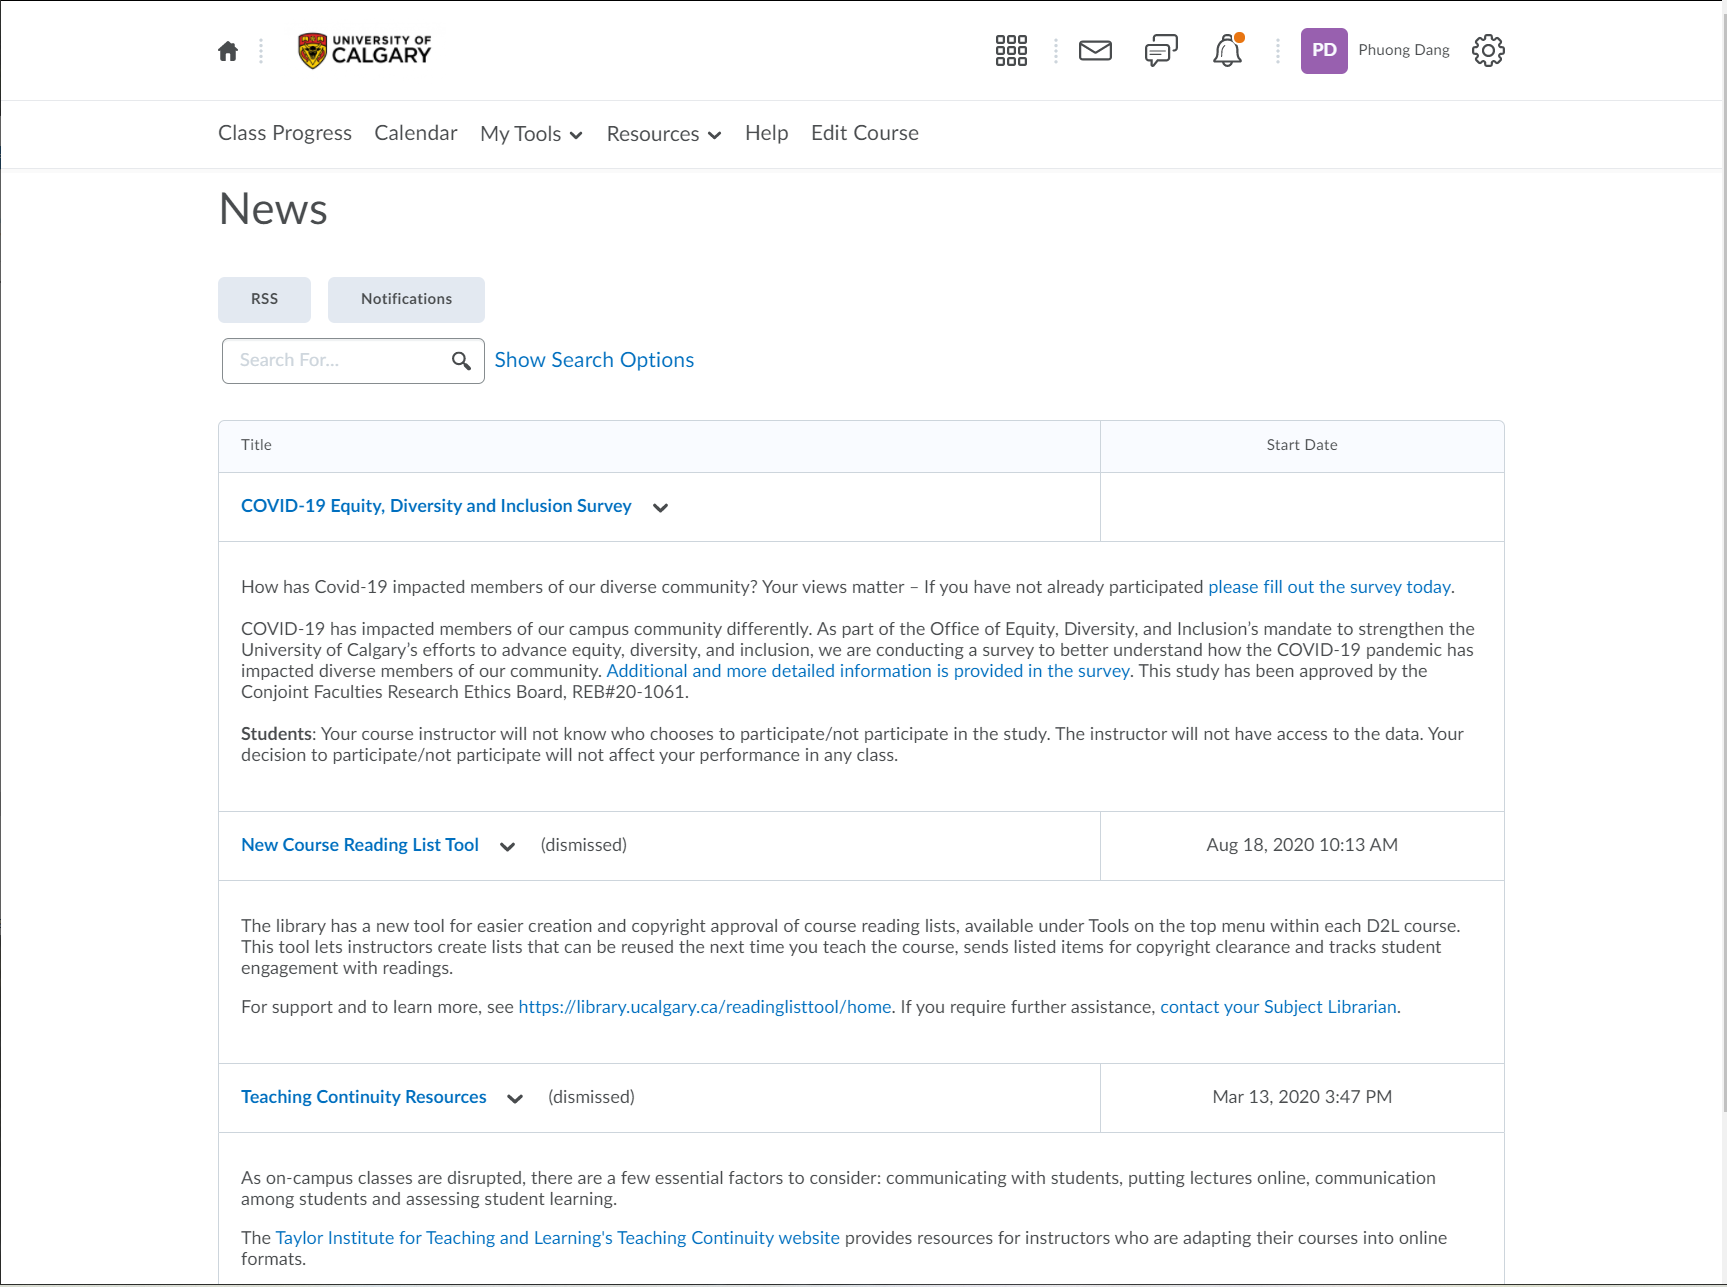 UNIVERSITY OF
CALGARY
PD
Phuong Dang
Class Progress
Calendar
My Tools
Resources
Help
Edit Course
News
RSS
Notifications
Search For...
Show Search Options
Title
Start Date
COVID-19 Equity, Diversity and Inclusion Survey
How has Covid-19 impacted members of our diverse community? Your views matter – If you have not already participated please fill out the survey today.
COVID-19 has impacted members of our campus community differently. As part of the Office of Equity, Diversity, and Inclusion's mandate to strengthen the
University of Calgary's efforts to advance equity, diversity, and inclusion, we are conducting a survey to better understand how the COVID-19 pandemic has
impacted diverse members of our community. Additional and more detailed information is provided in the survey. This study has been approved by the
Conjoint Faculties Research Ethics Board, REB#20-1061.
Students: Your course instructor will not know who chooses to participate/not participate in the study. The instructor will not have access to the data. Your
decision to participate/not participate will not affect your performance in any class.
New Course Reading List Tool
(dismissed)
Aug 18, 2020 10:13 AM
The library has a new tool for easier creation and copyright approval of course reading lists, available under Tools on the top menu within each D2L course.
This tool lets instructors create lists that can be reused the next time you teach the course, sends listed items for copyright clearance and tracks student
engagement with readings.
For support and to learn more, see https://library.ucalgary.ca/readinglisttool/home. If you require further assistance, contact your Subject Librarian.
Teaching Continuity Resources
(dismissed)
Mar 13, 2020 3:47 PM
As on-campus classes are disrupted, there are a few essential factors to consider: communicating with students, putting lectures online, communication
among students and assessing student learning.
The Taylor Institute for Teaching and Learning's Teaching Continuity website provides resources for instructors who are adapting their courses into online
formats.